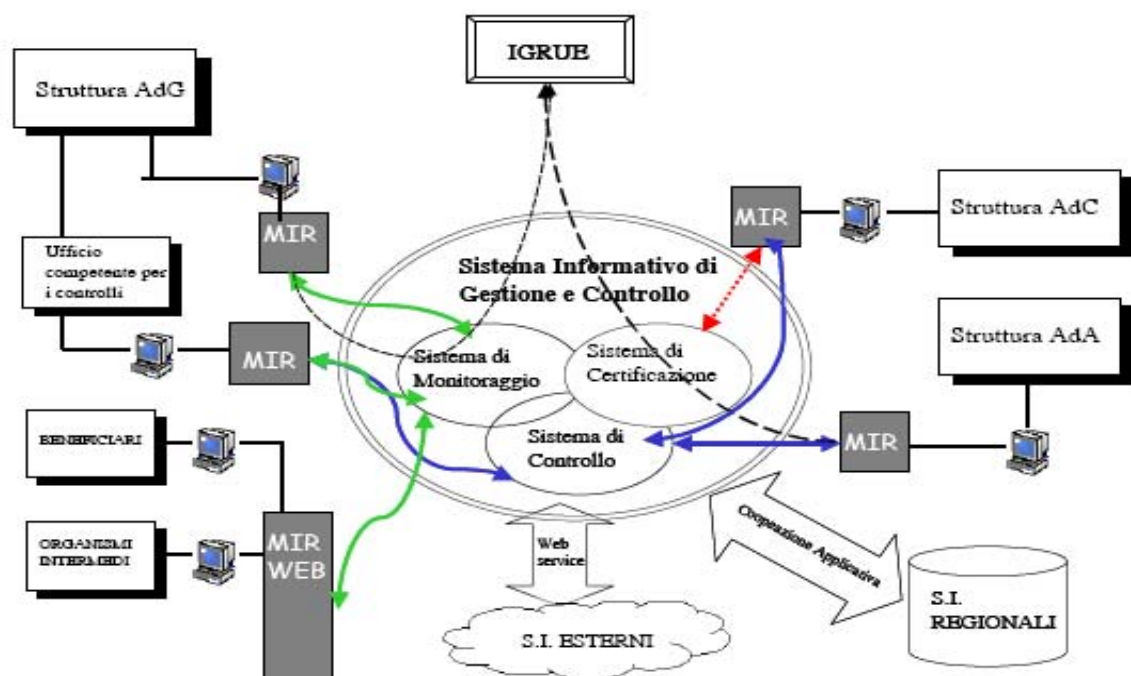 IGRUE
Struttura AdG
MIR
MIR
Struttura AdC
Ufficio
competente per
i controlli
Sistema Informativo di
Gestione e Controllo
Struttura AdA
MIR
Sistema di
Monitoraggio
Sistema di
Certificazione
BENEFICIARI
Sistema di
Controllo
MIR
ORGANISMI
INTERMEDI
MIR
WEB
Web
service
Cooperazione Applicativa
S.I. ESTERNI
S.I.
REGIONALI